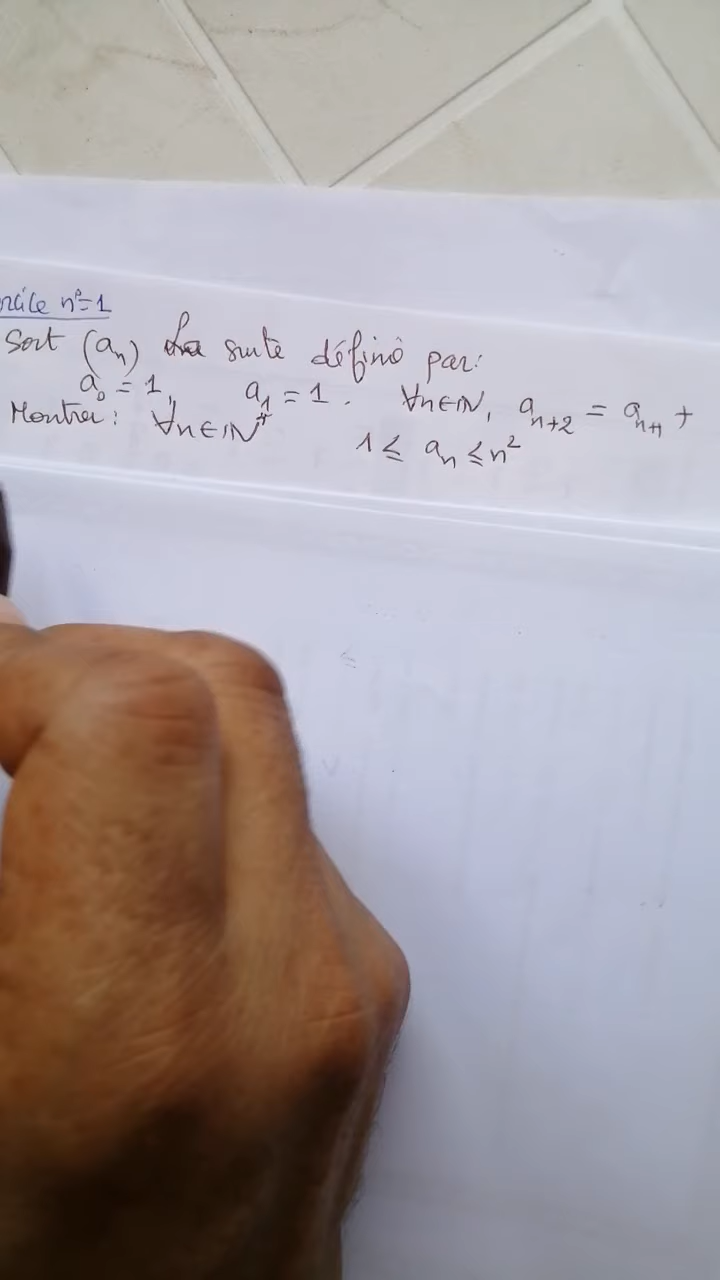 rcice n°=1
Soit (aₙ) La suite définie par:
a₀ = 1, a₁ = 1. ∀n∈ℕ, aₙ₊₂ = aₙ₊₁ +
Montrer: ∀n∈ℕ* 1 ≤ aₙ ≤ n²